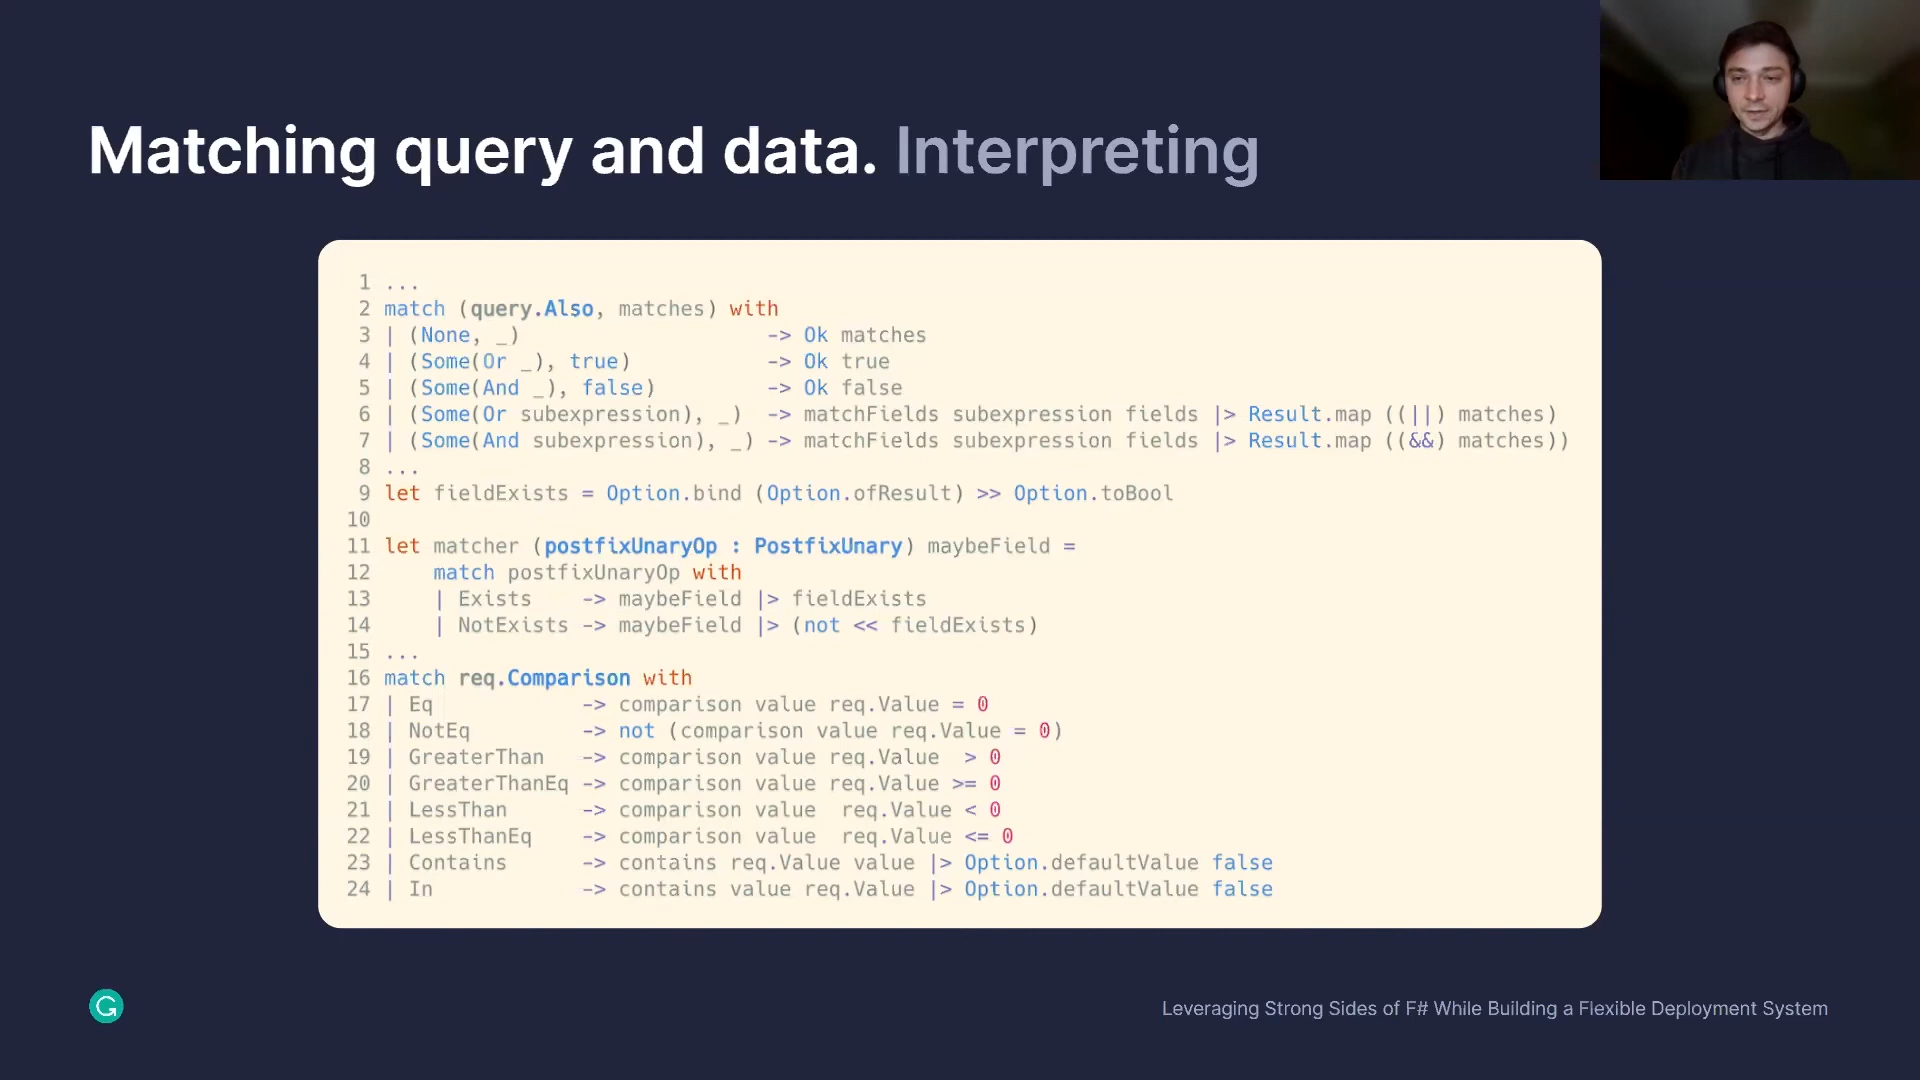 Matching query and data. Interpreting
1 ...
2 match (query.Also, matches) with
3 | (None, _)                    -> Ok matches
4 | (Some(Or _), true)           -> Ok true
5 | (Some(And _), false)         -> Ok false
6 | (Some(Or subexpression), _)  -> matchFields subexpression fields |> Result.map ((||) matches)
7 | (Some(And subexpression), _) -> matchFields subexpression fields |> Result.map ((&&) matches))
8 ...
9 let fieldExists = Option.bind (Option.ofResult) >> Option.toBool
10
11 let matcher (postfixUnaryOp : PostfixUnary) maybeField =
12     match postfixUnaryOp with
13     | Exists    -> maybeField |> fieldExists
14     | NotExists -> maybeField |> (not << fieldExists)
15 ...
16 match req.Comparison with
17 | Eq            -> comparison value req.Value = 0
18 | NotEq         -> not (comparison value req.Value = 0)
19 | GreaterThan   -> comparison value req.Value  > 0
20 | GreaterThanEq -> comparison value req.Value >= 0
21 | LessThan      -> comparison value  req.Value < 0
22 | LessThanEq    -> comparison value  req.Value <= 0
23 | Contains      -> contains req.Value value |> Option.defaultValue false
24 | In            -> contains value req.Value |> Option.defaultValue false
G
Leveraging Strong Sides of F# While Building a Flexible Deployment System